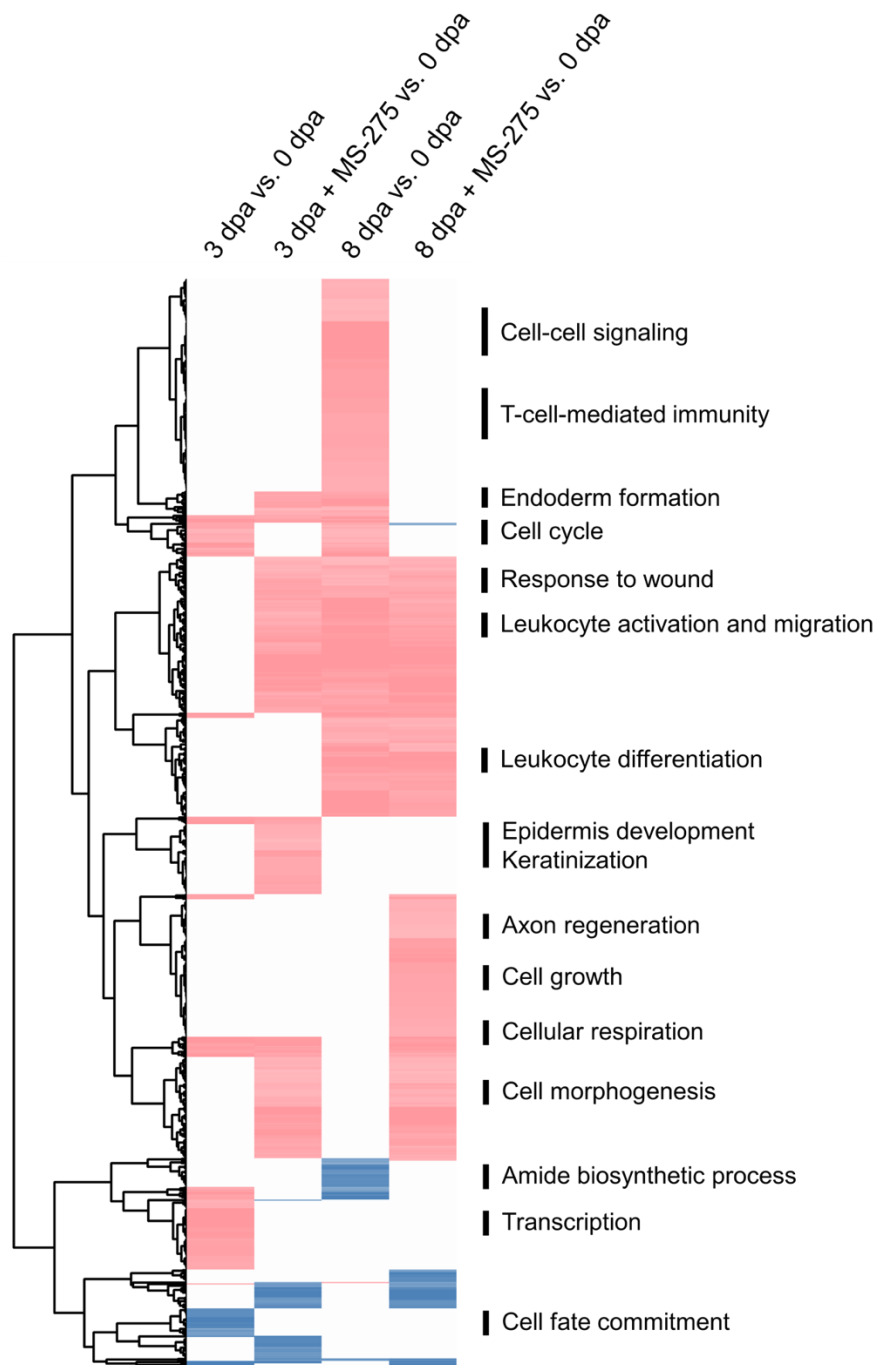 3 dpa vs. 0 dpa
3 dpa + MS-275 vs. 0 dpa
8 dpa vs. 0 dpa
8 dpa + MS-275 vs. 0 dpa
Cell-cell signaling
T-cell-mediated immunity
Endoderm formation
Cell cycle
Response to wound
Leukocyte activation and migration
Leukocyte differentiation
Epidermis development
Keratinization
Axon regeneration
Cell growth
Cellular respiration
Cell morphogenesis
Amide biosynthetic process
Transcription
Cell fate commitment